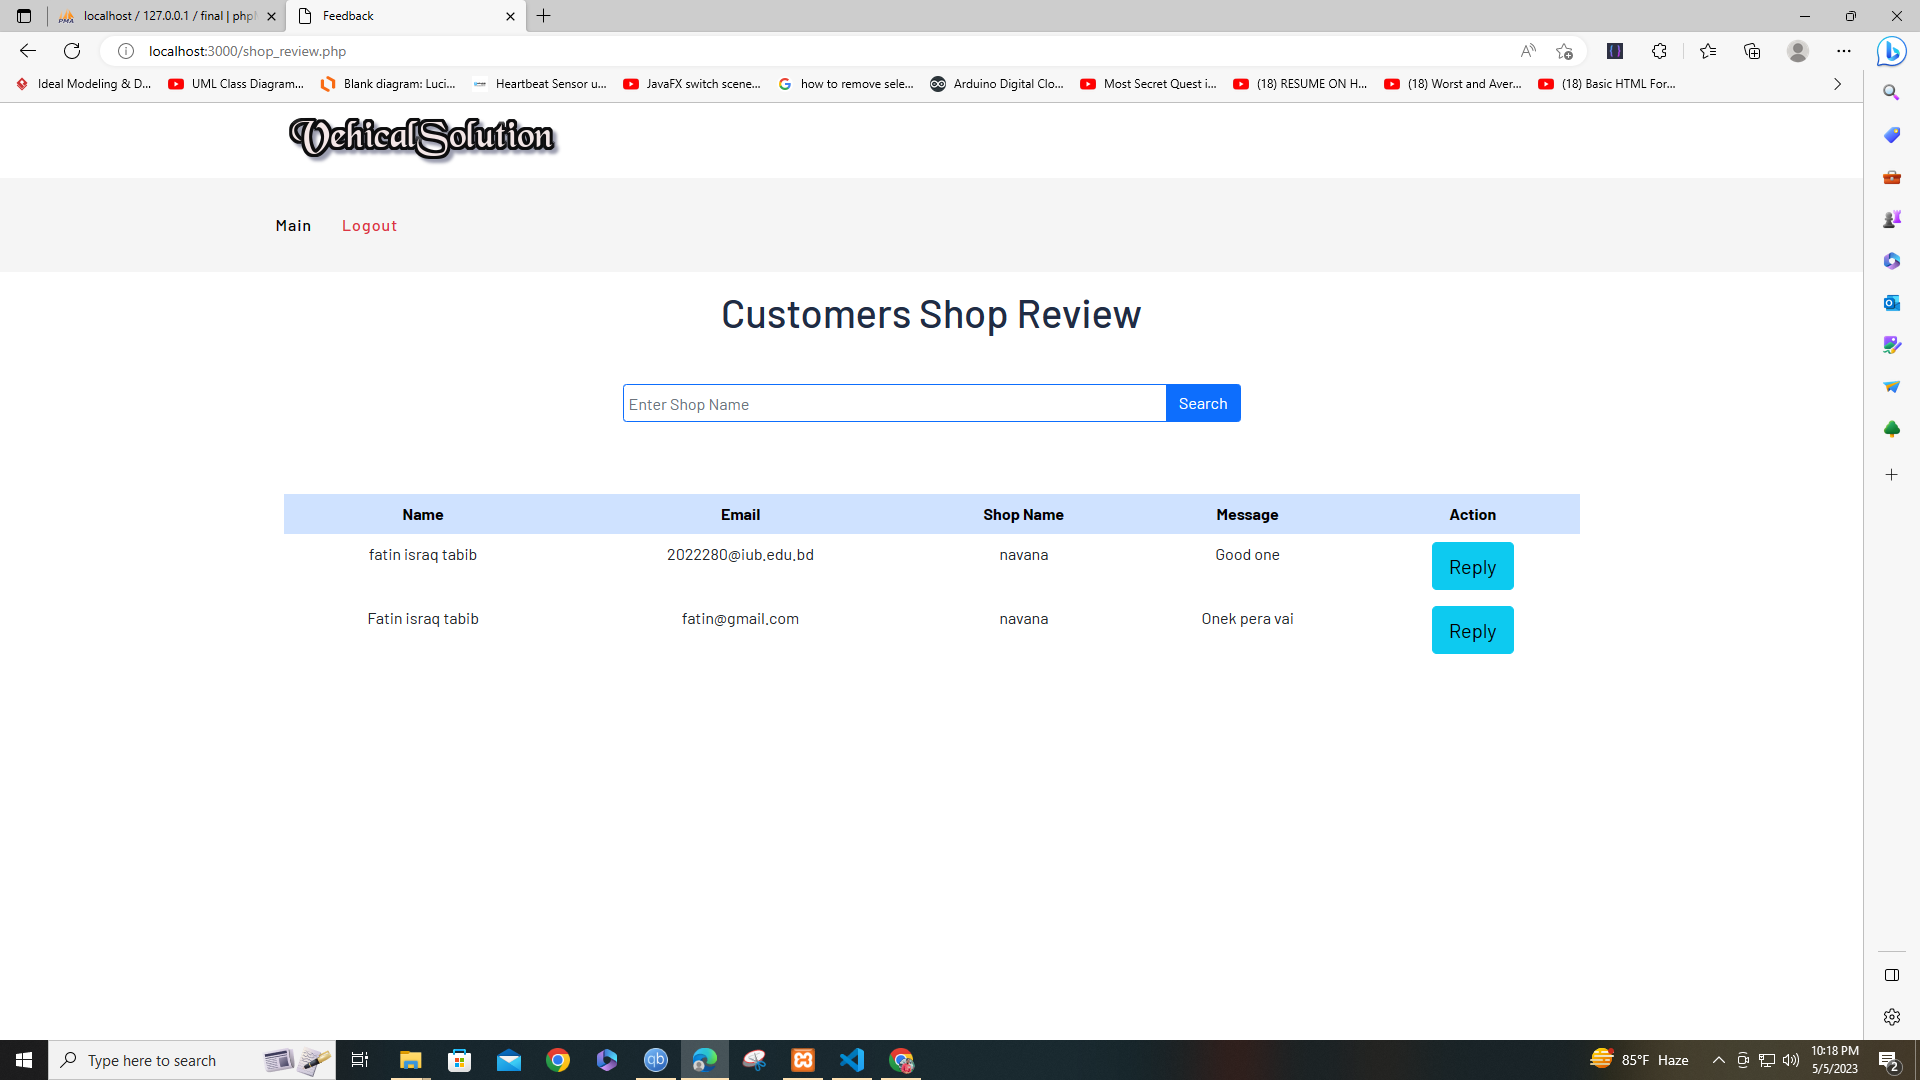 localhost / 127.0.0.1 / final | php
Feedback
localhost:3000/shop_review.php
Ideal Modeling & D...
UML Class Diagram...
Blank diagram: Luci...
Heartbeat Sensor u...
JavaFX switch scene...
how to remove sele...
Arduino Digital Clo...
Most Secret Quest i...
(18) RESUME ON H...
(18) Worst and Aver...
(18) Basic HTML For...
VehicalSolution
Main Logout
Customers Shop Review
Enter Shop Name Search
Name Email Shop Name Message Action
fatin israq tabib 2022280@iub.edu.bd navana Good one Reply
Fatin israq tabib fatin@gmail.com navana Onek pera vai Reply
Type here to search
85°F Haze
10:18 PM
5/5/2023
2